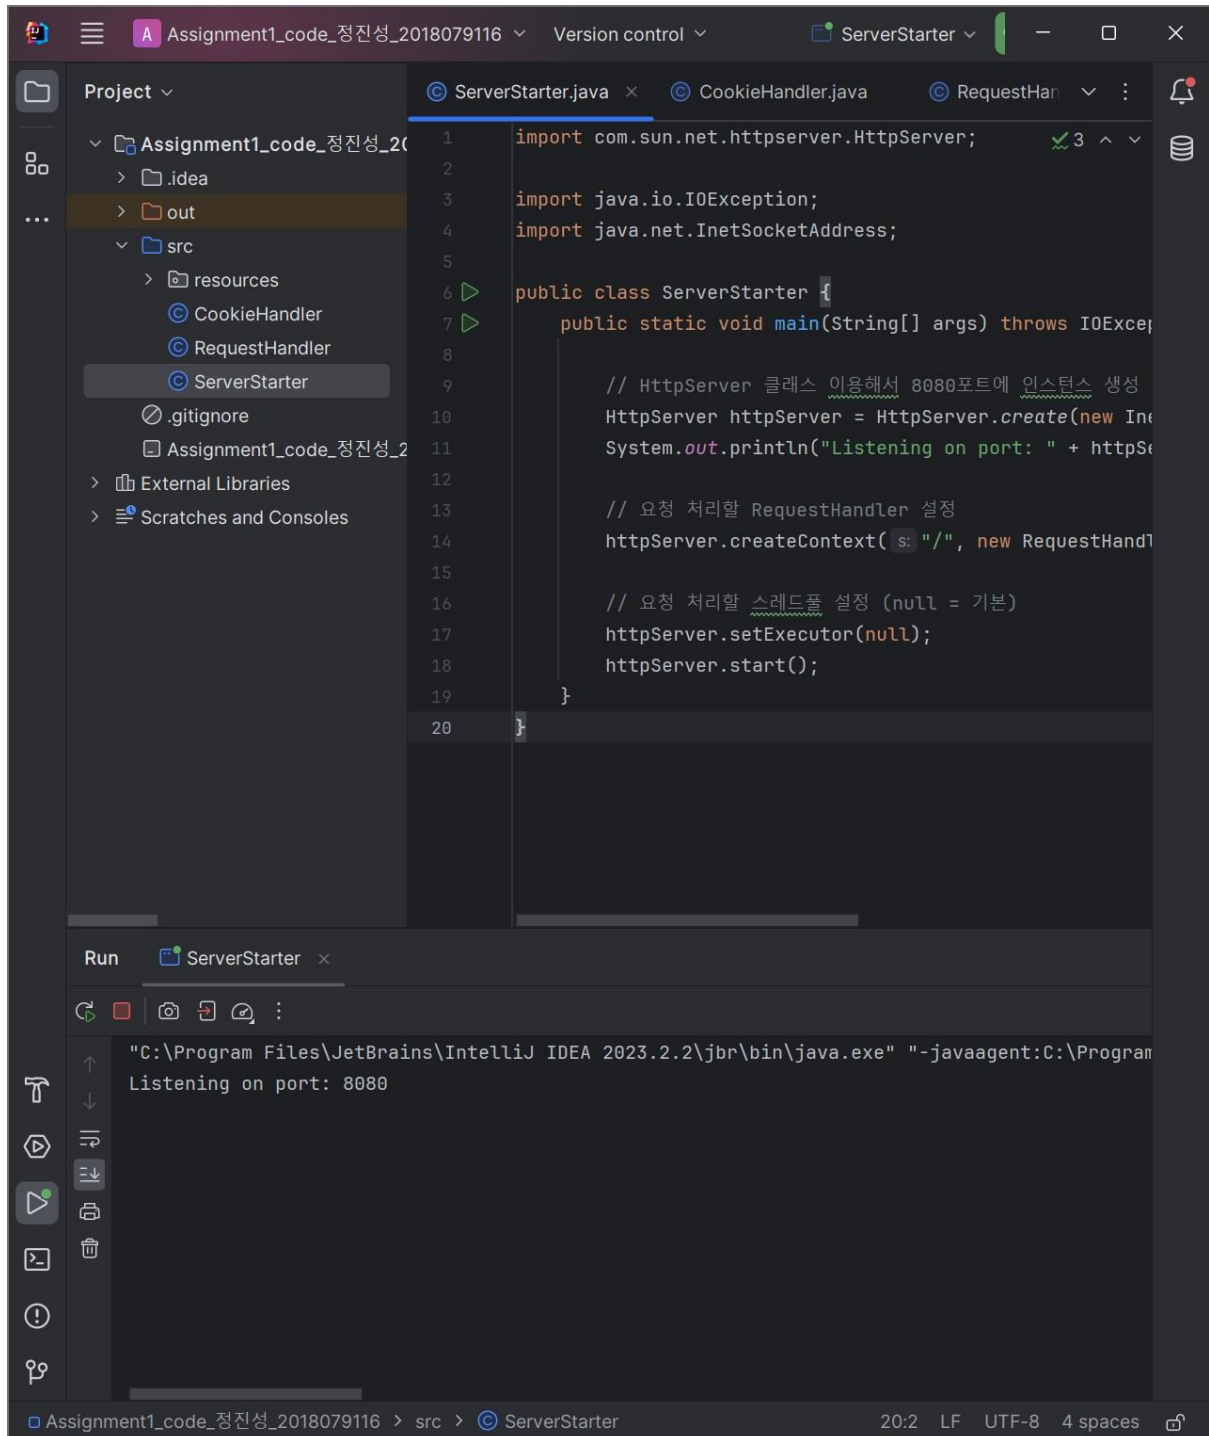 A Assignment1_code_정진성_2018079116 Version control ServerStarter
Project
ServerStarter.java CookieHandler.java RequestHan
Assignment1_code_정진성_20
.idea
out
src
resources
CookieHandler
RequestHandler
ServerStarter
.gitignore
Assignment1_code_정진성_2
External Libraries
Scratches and Consoles
3
1 import com.sun.net.httpserver.HttpServer;
2
3 import java.io.IOException;
4 import java.net.InetSocketAddress;
5
6 public class ServerStarter {
7 public static void main(String[] args) throws IOExcep
8
9 // HttpServer 클래스 이용해서 8080포트에 인스턴스 생성
10 HttpServer httpServer = HttpServer.create(new Ine
11 System.out.println("Listening on port: " + httpSe
12
13 // 요청 처리할 RequestHandler 설정
14 httpServer.createContext( s: "/", new RequestHandl
15
16 // 요청 처리할 스레드풀 설정 (null = 기본)
17 httpServer.setExecutor(null);
18 httpServer.start();
19 }
20 }
Run ServerStarter
"C:\Program Files\JetBrains\IntelliJ IDEA 2023.2.2\jbr\bin\java.exe" "-javaagent:C:\Program
Listening on port: 8080
Assignment1_code_정진성_2018079116 > src > ServerStarter 20:2 LF UTF-8 4 spaces